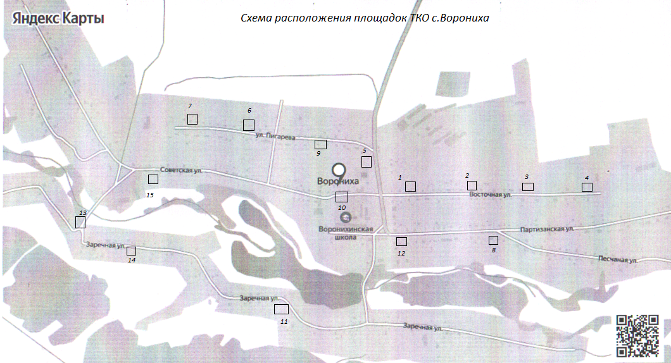 Яндекс Карты
Схема расположения площадок ТКО с.Ворониха
7
6
ул. Пигарева
9
5
Советская ул.
15
Ворониха
10
1
2
3
4
Восточная ул.
Воронихинская
школа
Партизанская ул.
12
8
Песчаная ул.
13
Заречная ул.
14
Заречная ул.
11
Заречная ул.